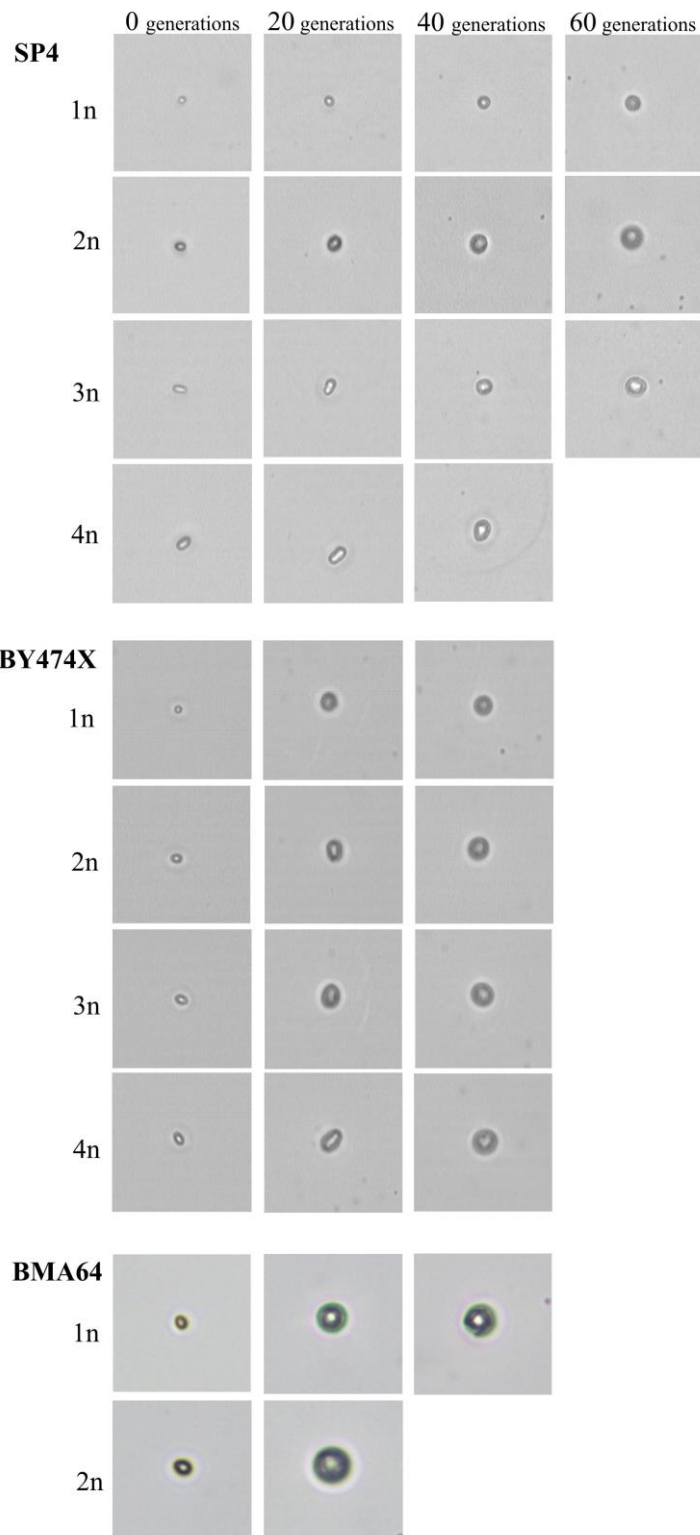 0 generations 20 generations 40 generations 60 generations
SP4
1n
2n
3n
4n
BY474X
1n
2n
3n
4n
BMA64
1n
2n